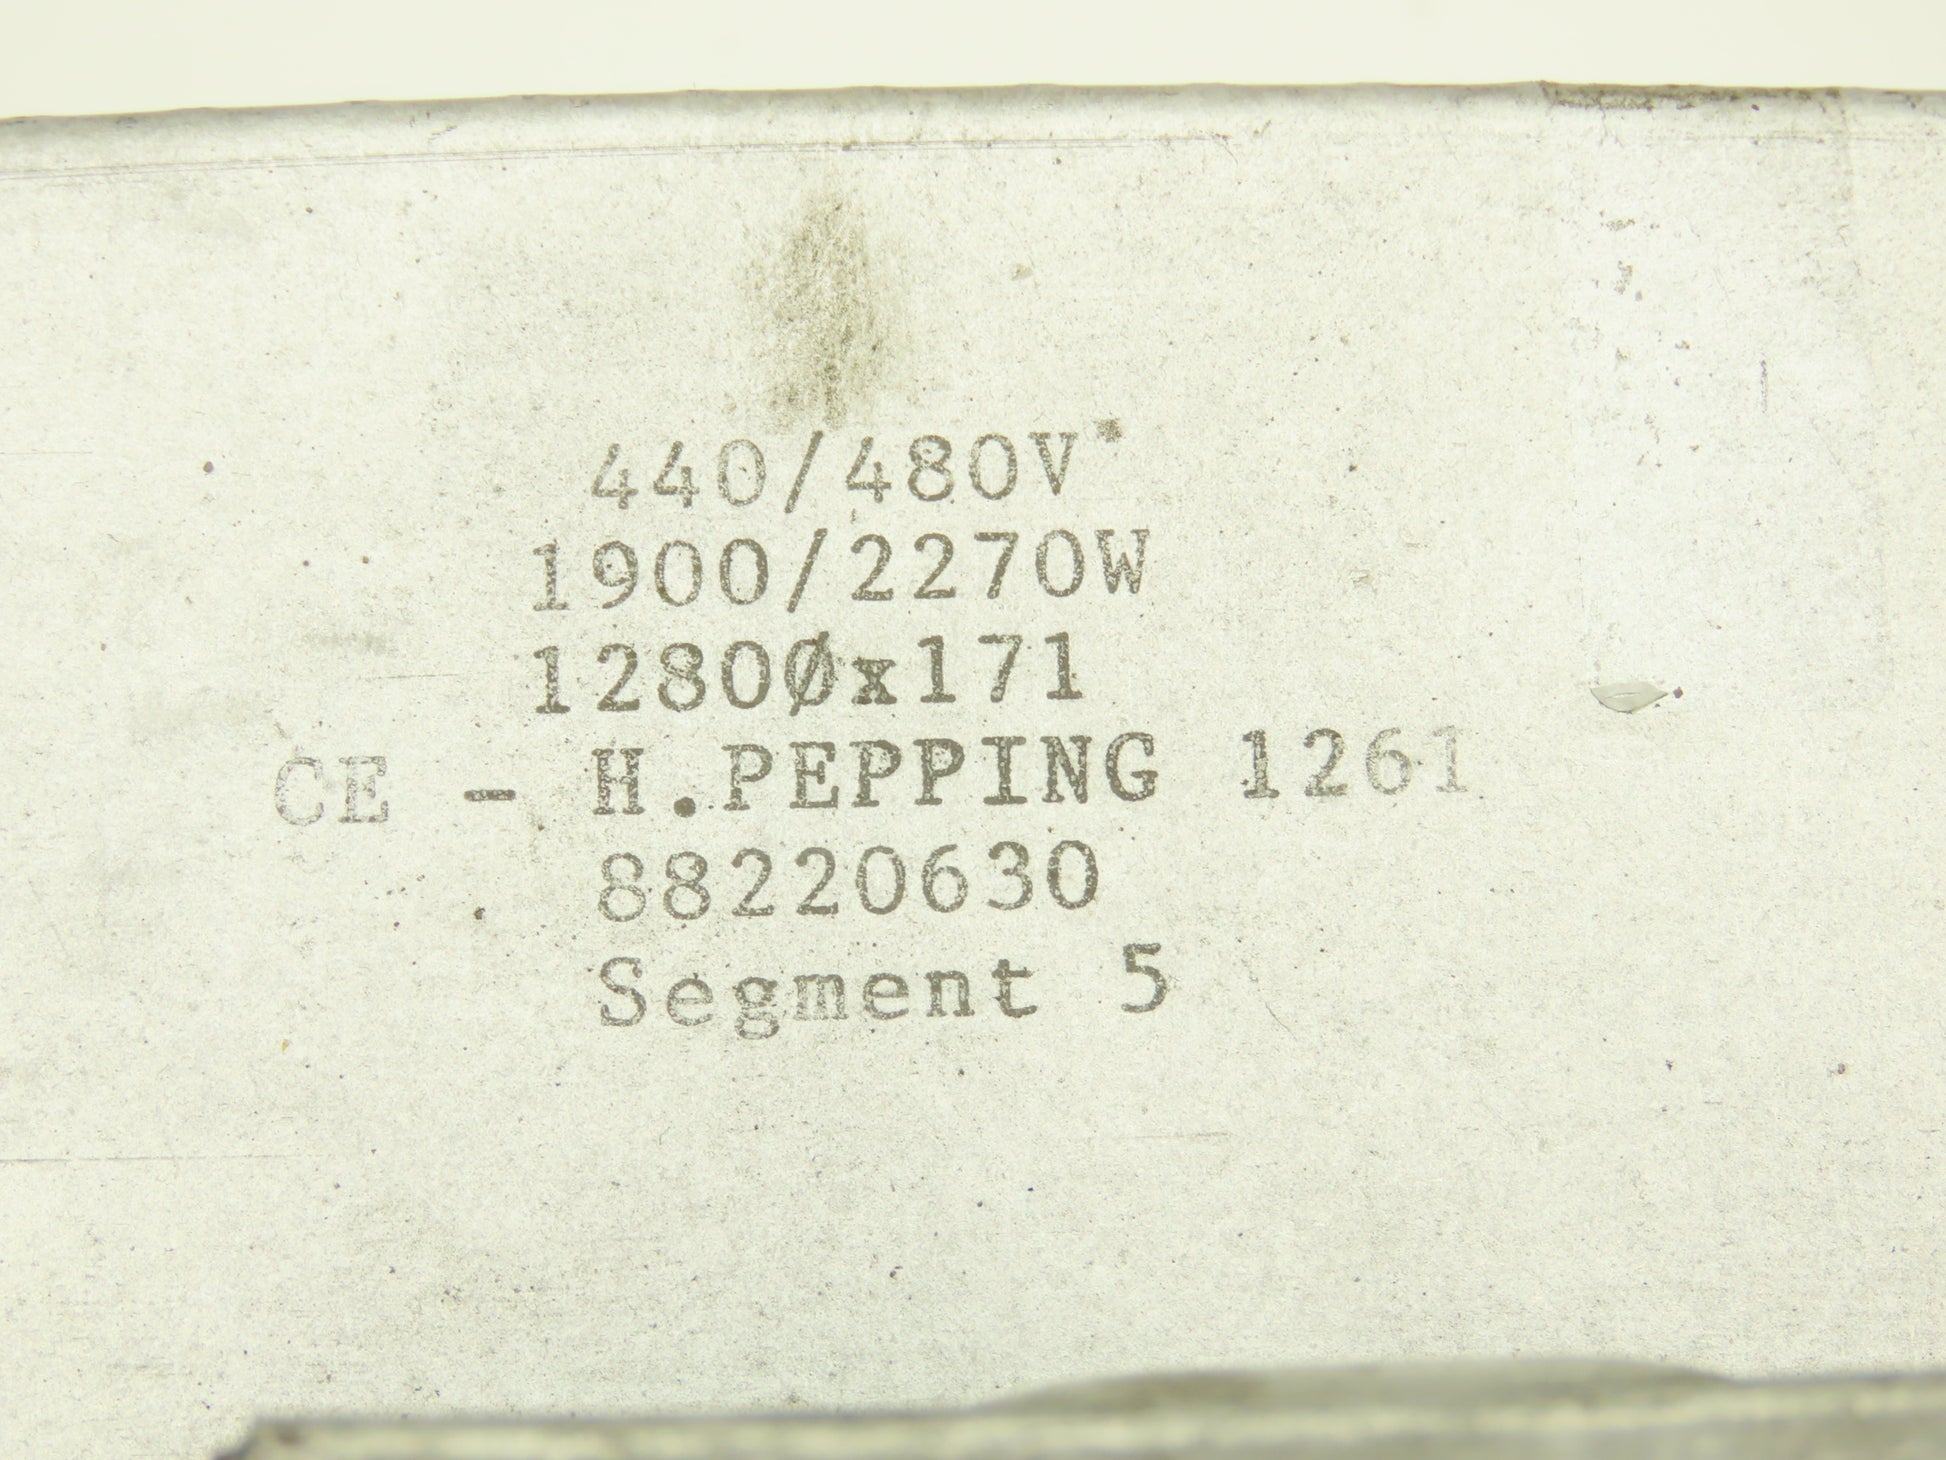 440/480V
1900/2270W
1280Øx171
CE - H.PEPPING 1261
88220630
Segment 5